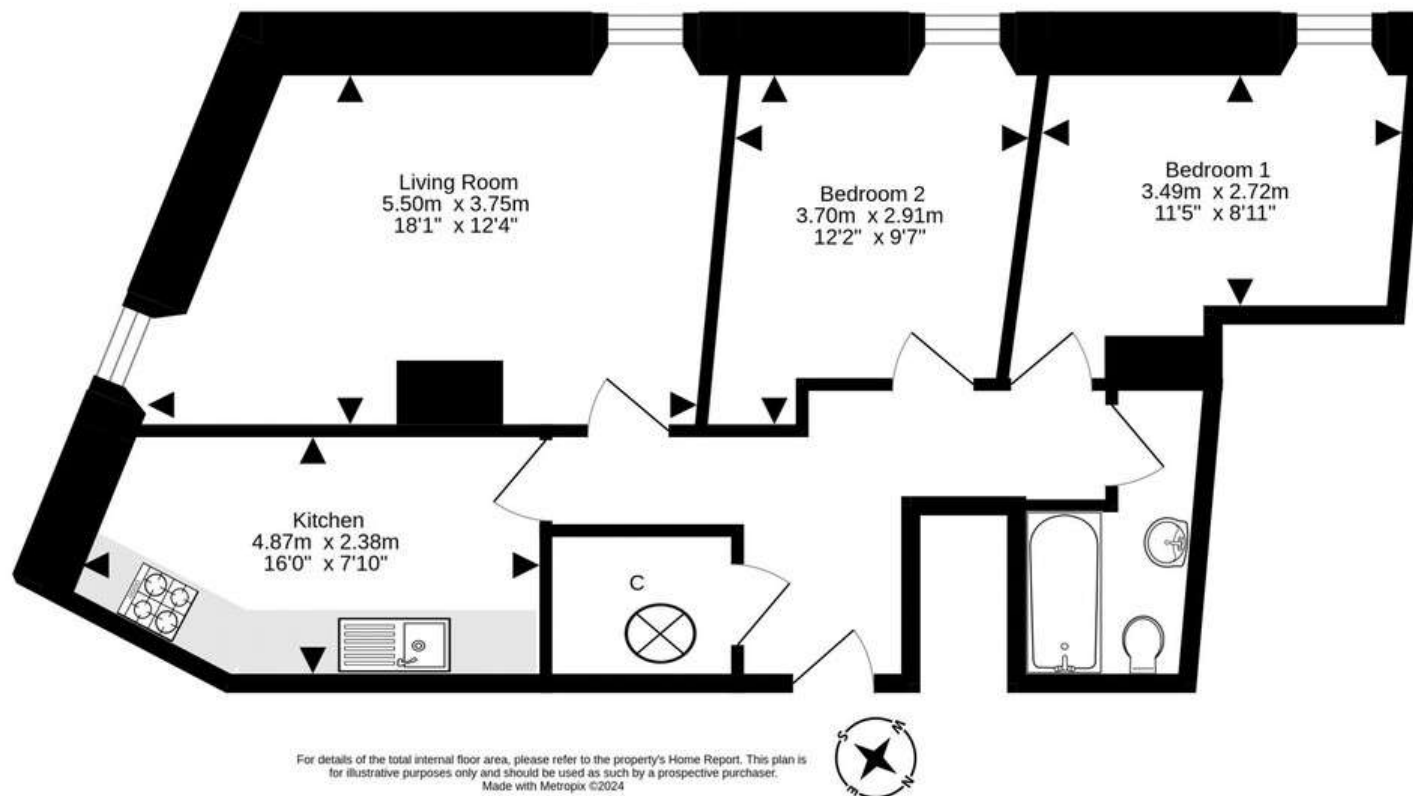 Living Room
5.50m x 3.75m
18'1" x 12'4"
Bedroom 2
3.70m x 2.91m
12'2" x 9'7"
Bedroom 1
3.49m x 2.72m
11'5" x 8'11"
Kitchen
4.87m x 2.38m
16'0" x 7'10"
C
S
W
N
E
For details of the total internal floor area, please refer to the property's Home Report. This plan is
for illustrative purposes only and should be used as such by a prospective purchaser.
Made with Metropix ©2024